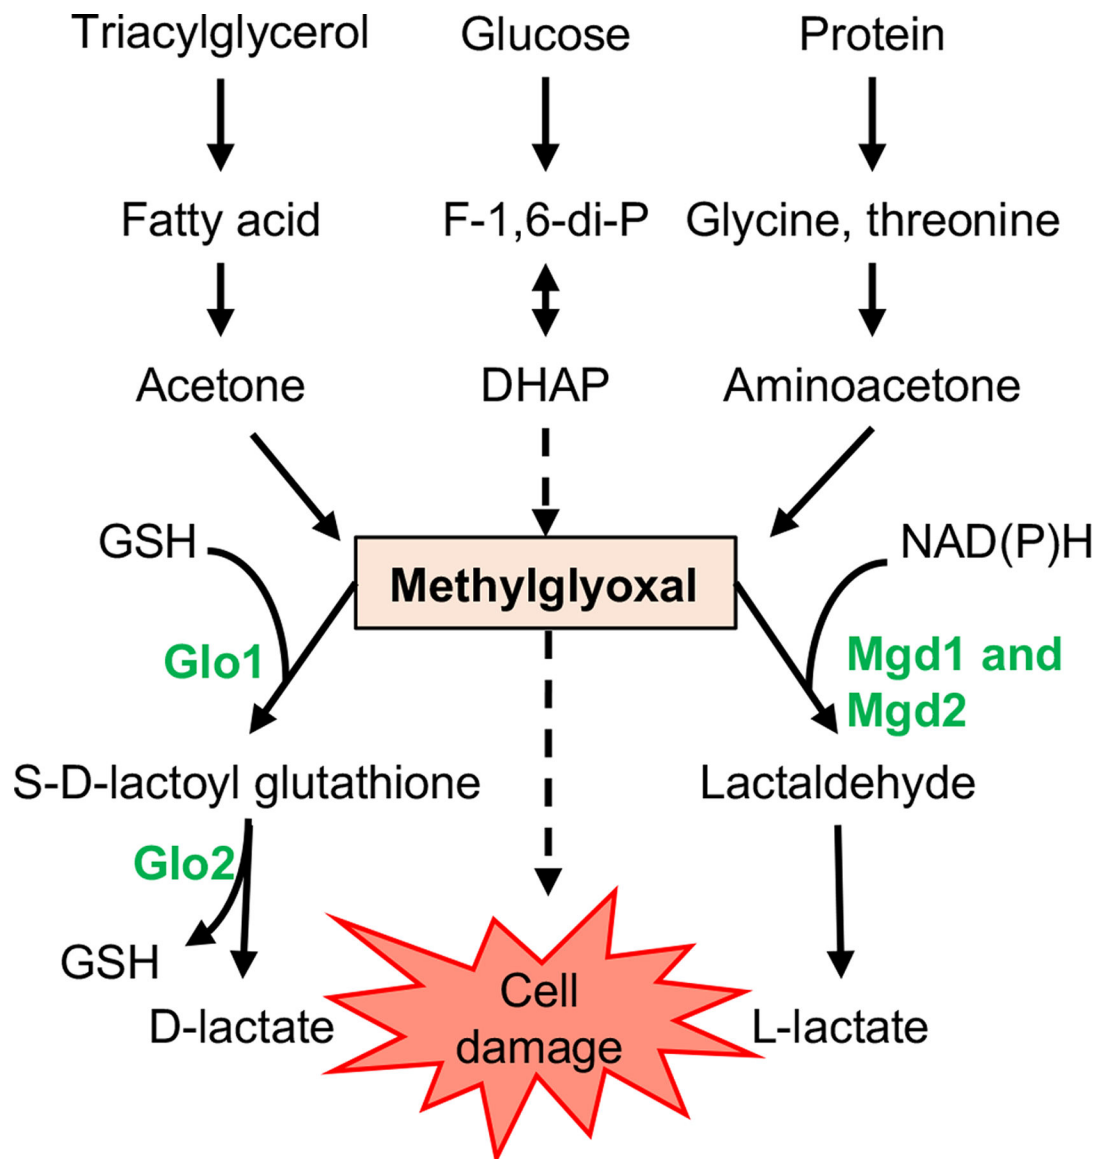 Triacylglycerol
Glucose
Protein
Fatty acid
F-1,6-di-P
Glycine, threonine
Acetone
DHAP
Aminoacetone
GSH
NAD(P)H
Methylglyoxal
Glo1
Mgd1 and
Mgd2
S-D-lactoyl glutathione
Lactaldehyde
Glo2
GSH
Cell
damage
D-lactate
L-lactate